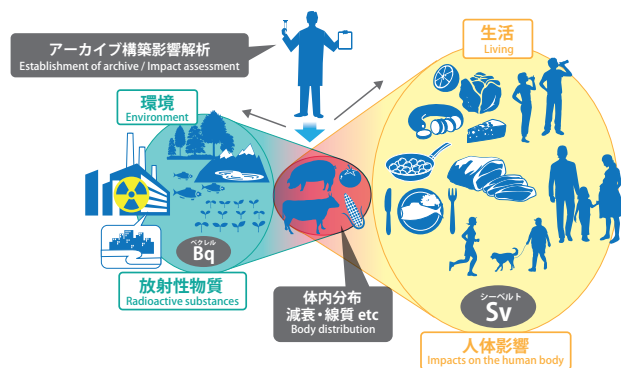 アーカイブ構築影響解析
Establishment of archive / Impact assessment
生活
Living
環境
Environment
ベクレル
Bq
放射性物質
Radioactive substances
体内分布
減衰・線質 etc
Body distribution
シーベルト
Sv
人体影響
Impacts on the human body